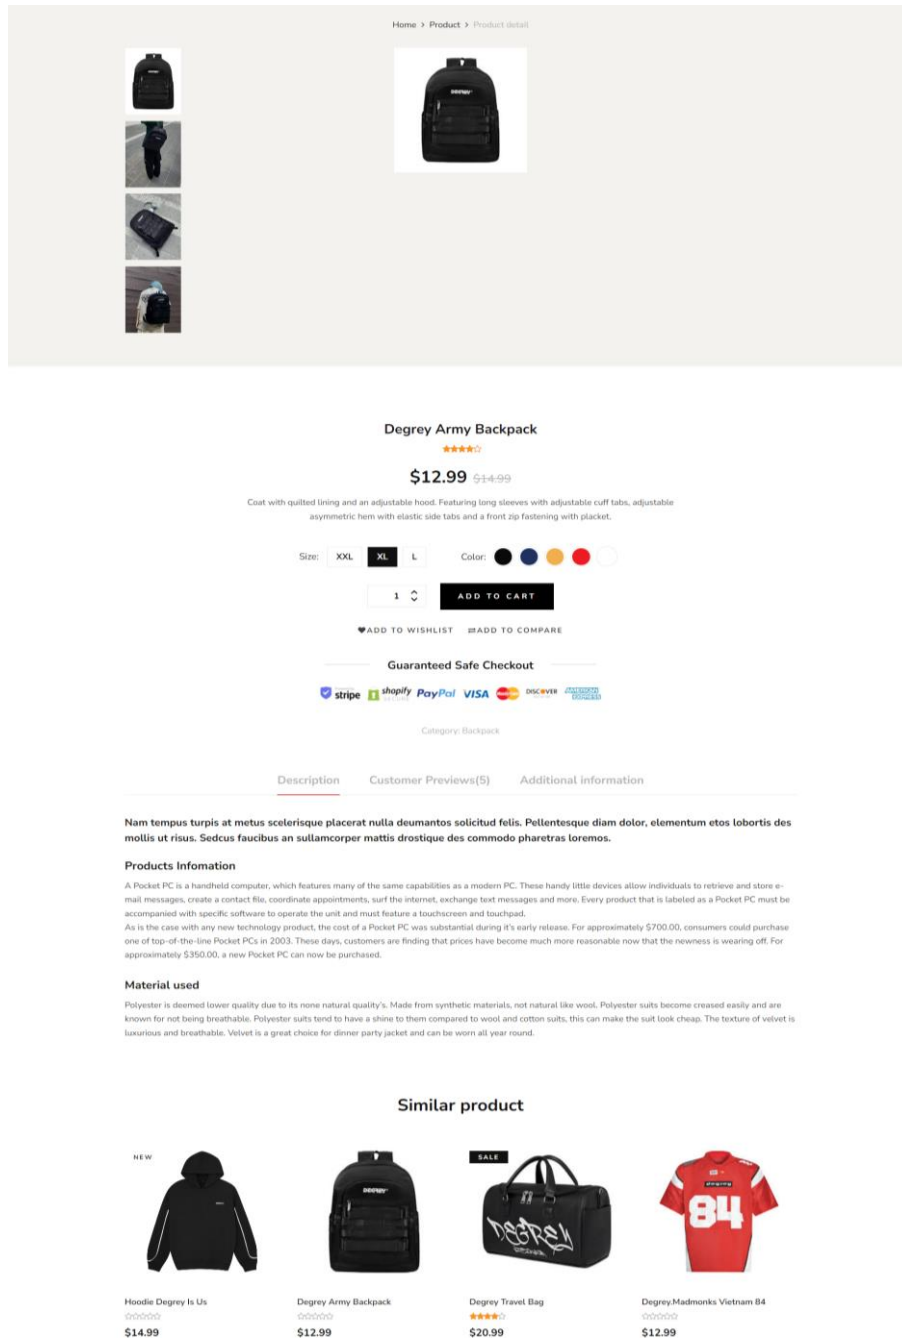 Home > Product > Product detail
DEGREY
Degrey Army Backpack
$12.99 $14.99
Coat with quilted lining and an adjustable hood. Featuring long sleeves with adjustable cuff tabs, adjustable
asymmetric hem with elastic side tabs and a front zip fastening with placket.
Size: XXL XL L Color:
1 ADD TO CART
ADD TO WISHLIST ADD TO COMPARE
Guaranteed Safe Checkout
stripe shopify PayPal VISA DISCOVER AMERICAN EXPRESS
Category: Backpack
Description Customer Previews(5) Additional information
Nam tempus turpis at metus scelerisque placerat nulla deumantos solicitud felis. Pellentesque diam dolor, elementum etos lobortis des
mollis ut risus. Sedcus faucibus an sullamcorper mattis drostique des commodo pharetras loremos.
Products Infomation
A Pocket PC is a handheld computer, which features many of the same capabilities as a modern PC. These handy little devices allow individuals to retrieve and store e-
mail messages, create a contact file, coordinate appointments, surf the internet, exchange text messages and more. Every product that is labeled as a Pocket PC must be
accompanied with specific software to operate the unit and must feature a touchscreen and touchpad.
As is the case with any new technology product, the cost of a Pocket PC was substantial during it's early release. For approximately $700.00, consumers could purchase
one of top-of-the-line Pocket PCs in 2003. These days, customers are finding that prices have become much more reasonable now that the newness is wearing off. For
approximately $350.00, a new Pocket PC can now be purchased.
Material used
Polyester is deemed lower quality due to its none natural quality's. Made from synthetic materials, not natural like wool. Polyester suits become creased easily and are
known for not being breathable. Polyester suits tend to have a shine to them compared to wool and cotton suits, this can make the suit look cheap. The texture of velvet is
luxurious and breathable. Velvet is a great choice for dinner party jacket and can be worn all year round.
Similar product
NEW SALE
DEGREY DEGREY 84
Hoodie Degrey Is Us Degrey Army Backpack Degrey Travel Bag Degrey.Madmonks Vietnam 84
$14.99 $12.99 $20.99 $12.99